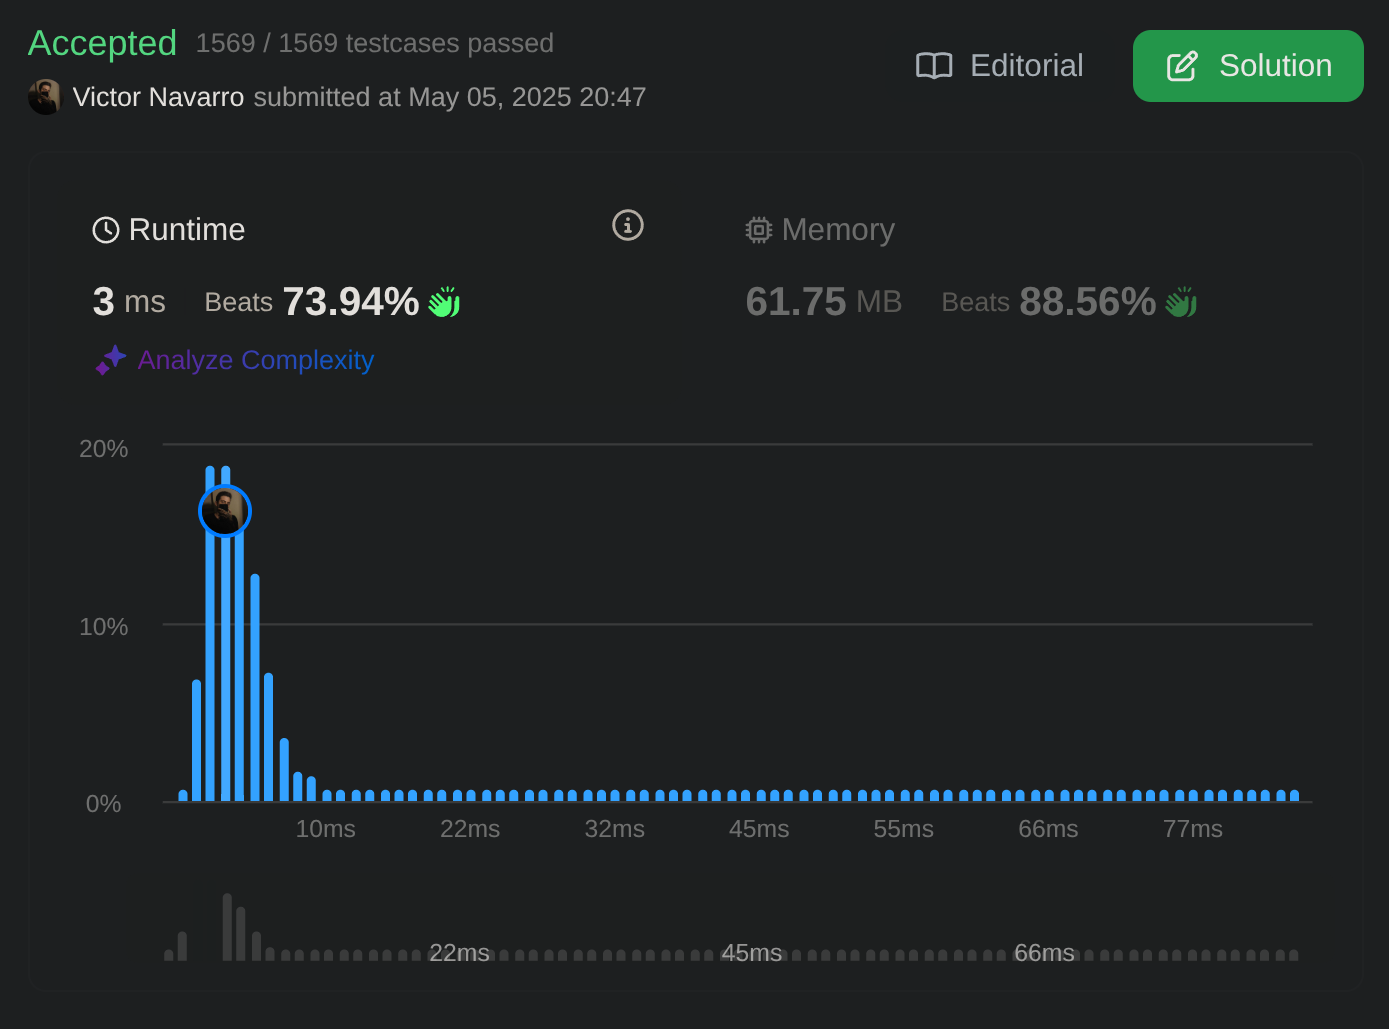 Accepted 1569 / 1569 testcases passed
Victor Navarro submitted at May 05, 2025 20:47
Editorial
Solution
Runtime
3 ms Beats 73.94%
Analyze Complexity
Memory
61.75 MB Beats 88.56%
20%
10%
0%
10ms 22ms 32ms 45ms 55ms 66ms 77ms
22ms 45ms 66ms